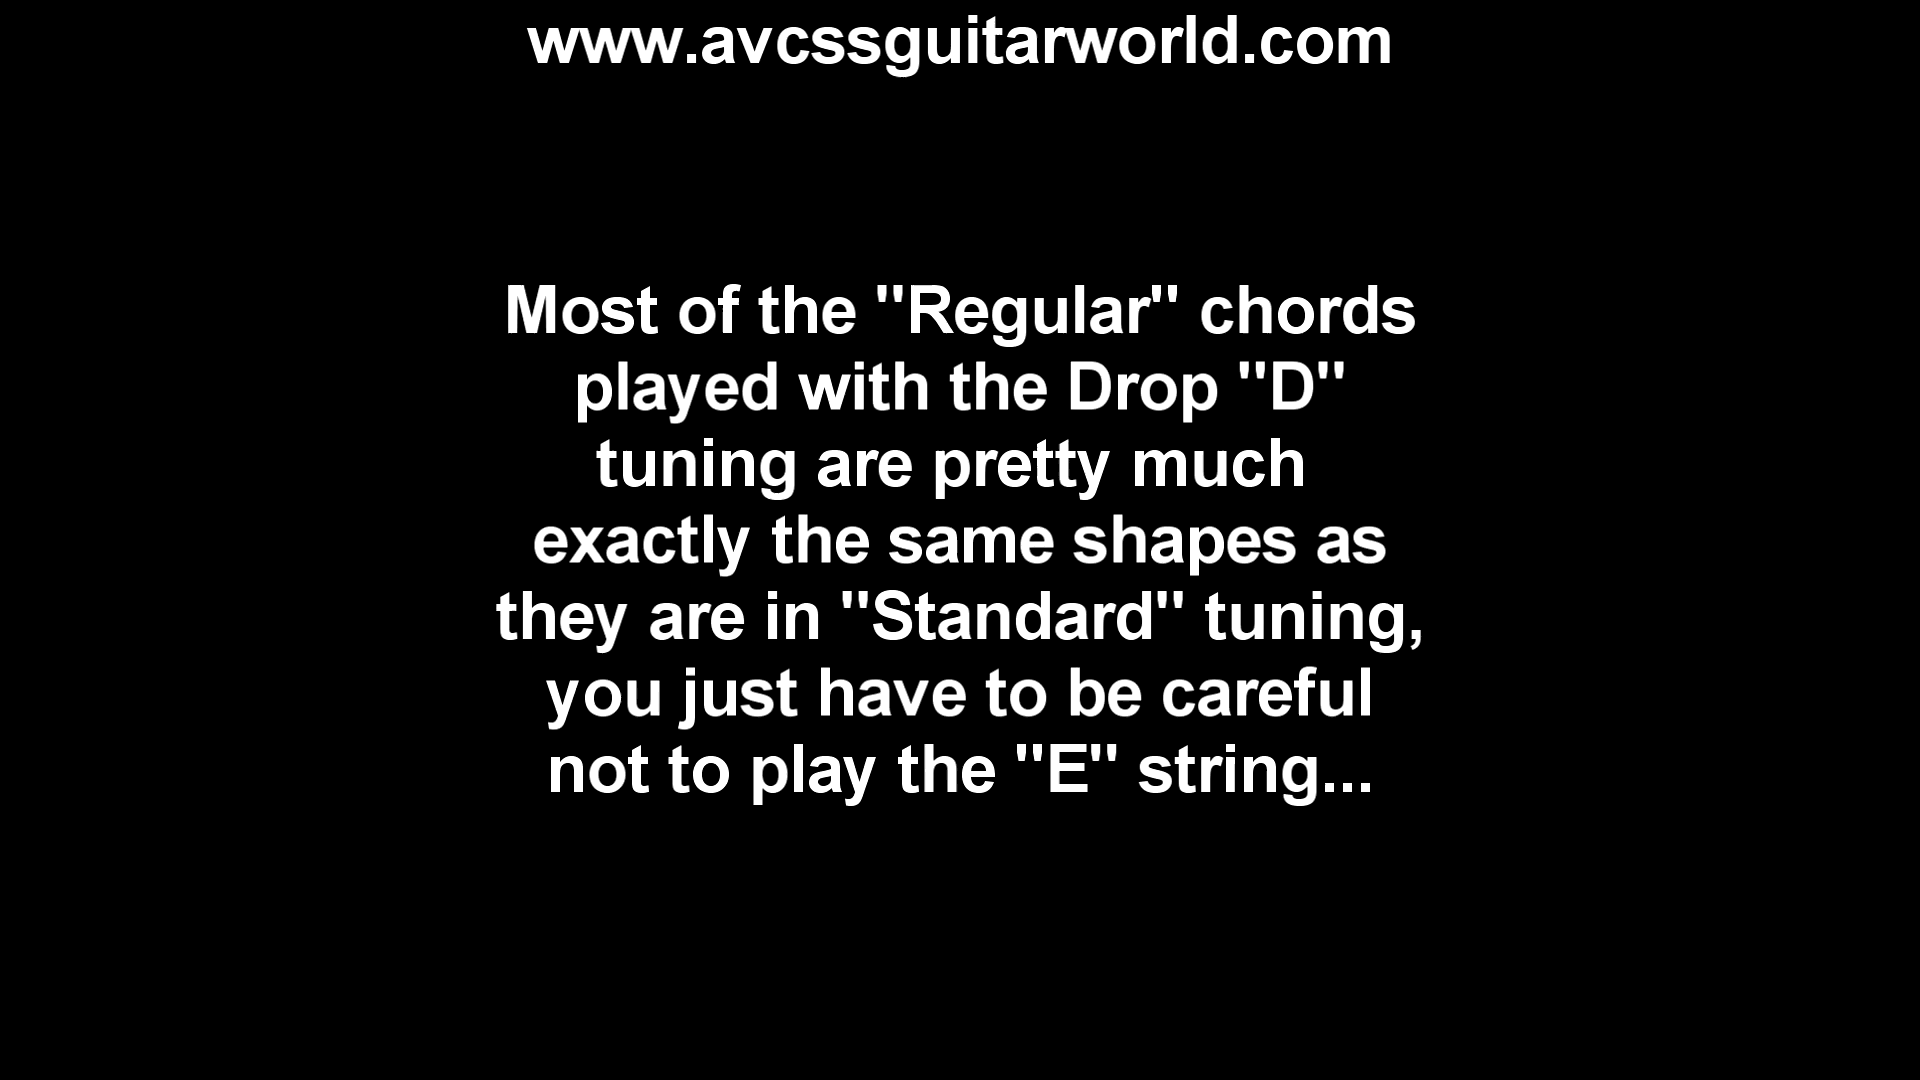 www.avcssguitarworld.com
Most of the "Regular" chords
played with the Drop "D"
tuning are pretty much
exactly the same shapes as
they are in "Standard" tuning,
you just have to be careful
not to play the "E" string...